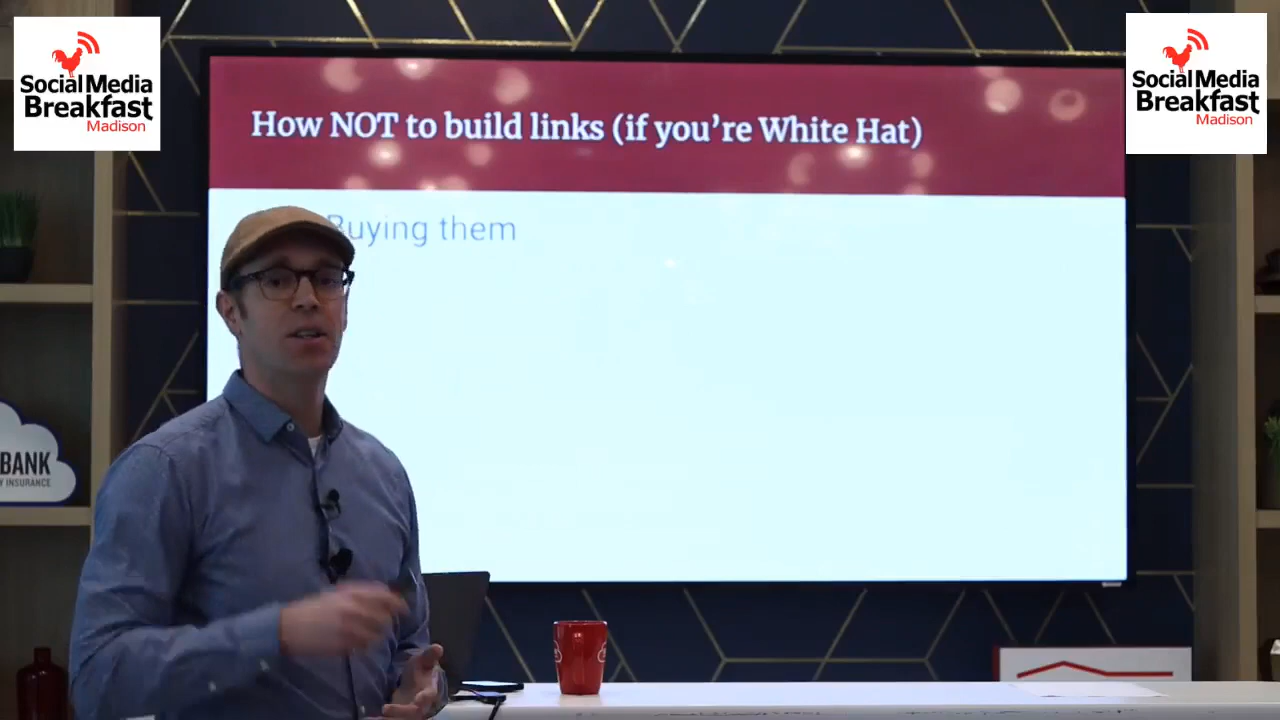 Social Media
Breakfast
Madison
Social Media
Breakfast
Madison
How NOT to build links (if you're White Hat)
Buying them
BANK
Y INSURANCE